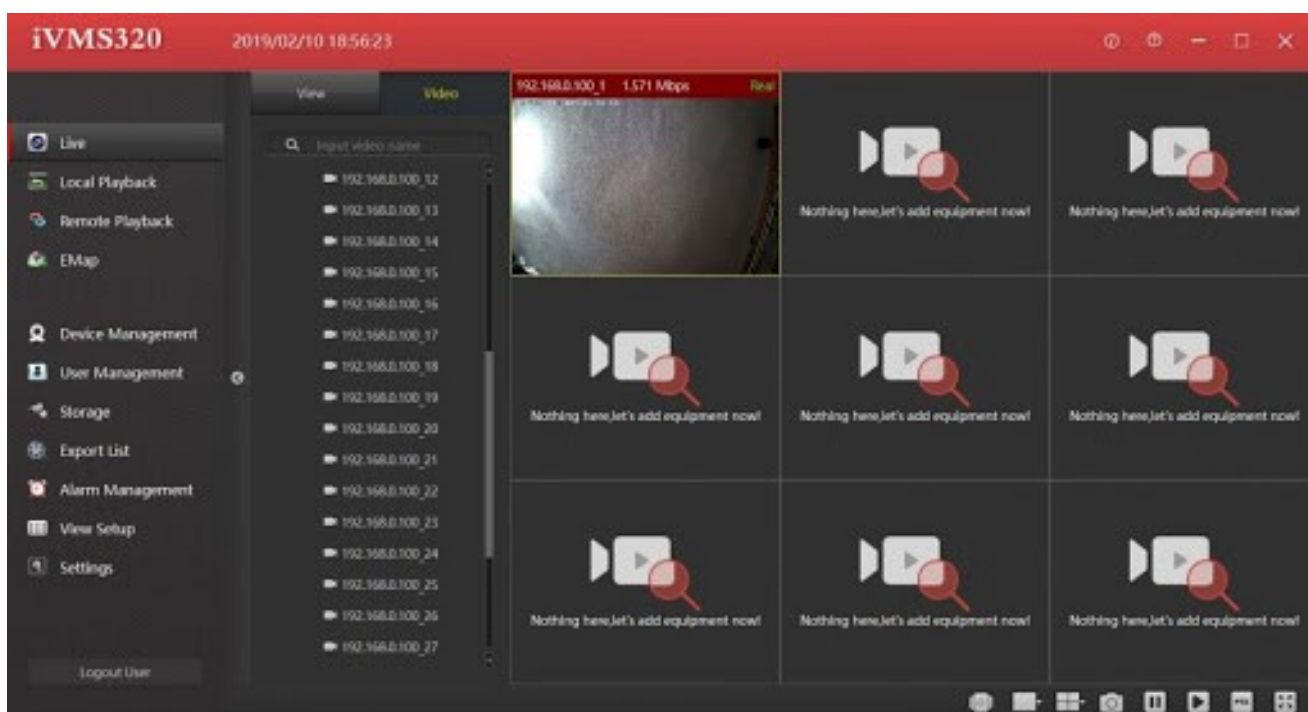 iVMS320
2019/02/10 18:56:23
Live
Local Playback
Remote Playback
EMap
Device Management
User Management
Storage
Export List
Alarm Management
View Setup
Settings
Logout User
View
Video
Input video name
192.168.0.100_12
192.168.0.100_13
192.168.0.100_14
192.168.0.100_15
192.168.0.100_16
192.168.0.100_17
192.168.0.100_18
192.168.0.100_19
192.168.0.100_20
192.168.0.100_21
192.168.0.100_22
192.168.0.100_23
192.168.0.100_24
192.168.0.100_25
192.168.0.100_26
192.168.0.100_27
192.168.0.100_1 1.571 Mbps Real
Nothing here,let's add equipment now!
Nothing here,let's add equipment now!
Nothing here,let's add equipment now!
Nothing here,let's add equipment now!
Nothing here,let's add equipment now!
Nothing here,let's add equipment now!
Nothing here,let's add equipment now!
Nothing here,let's add equipment now!